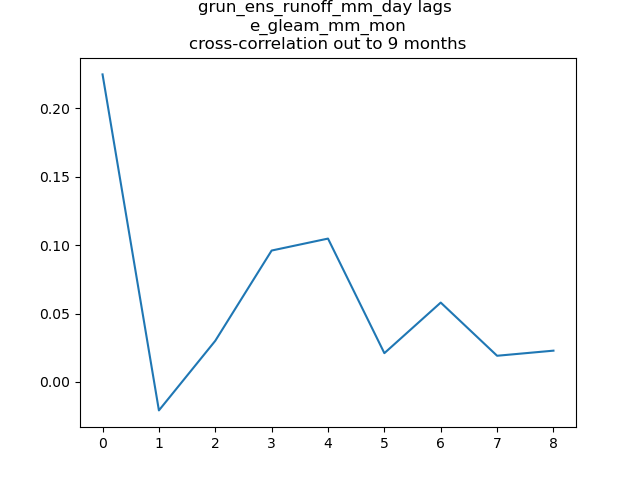 grun_ens_runoff_mm_day lags
e_gleam_mm_mon
cross-correlation out to 9 months
0.20
0.15
0.10
0.05
0.00
0 1 2 3 4 5 6 7 8